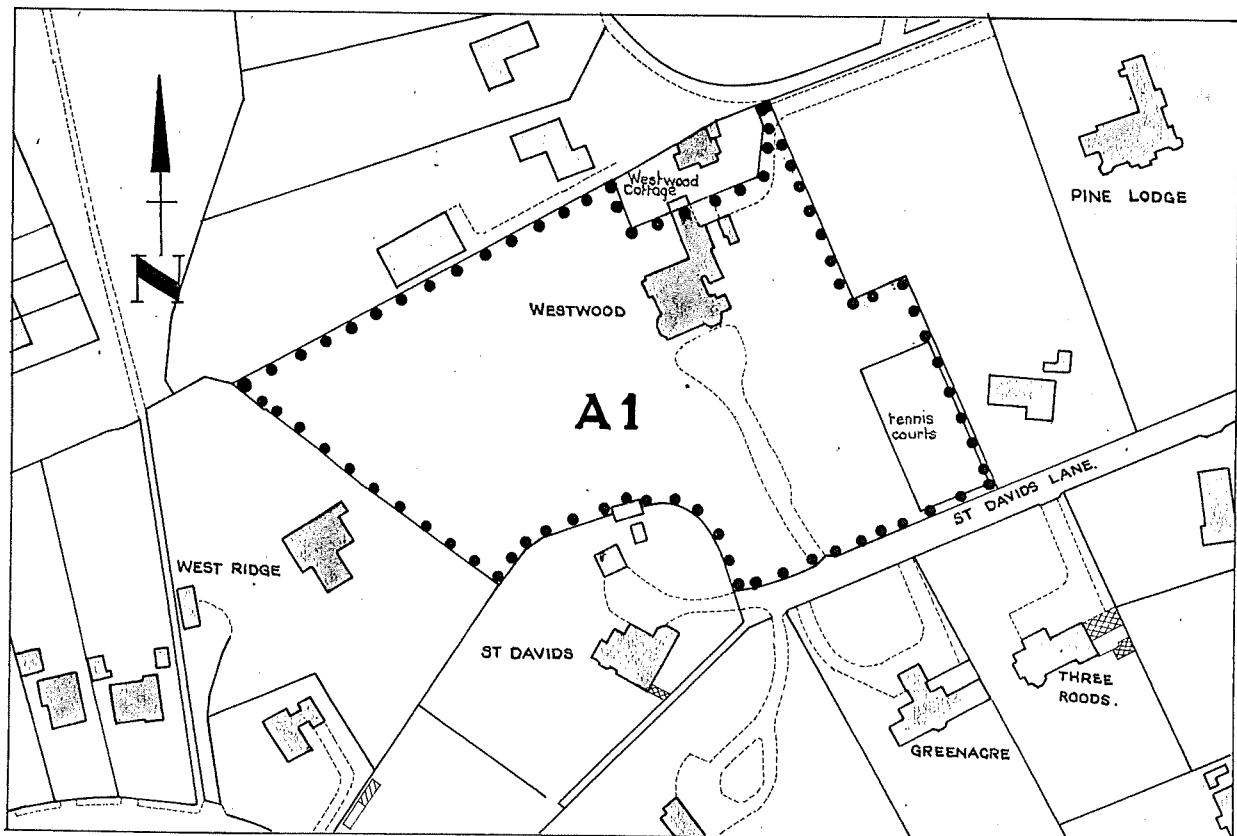 PINE LODGE
Westwood
Cottage
N
WESTWOOD
A1
tennis
courts
ST DAVIDS LANE.
WEST RIDGE
ST DAVIDS
THREE
ROODS.
GREENACRE